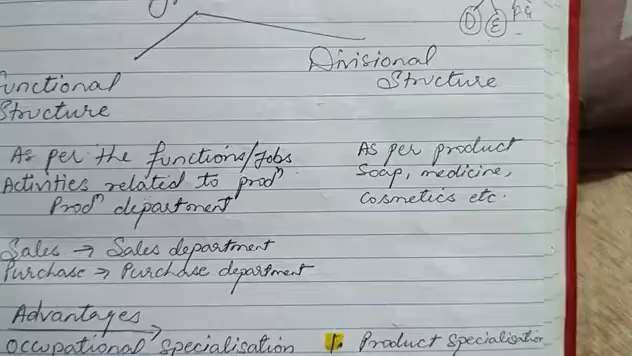 D E
Divisional
Structure
Functional
Structure
As per the functions/Jobs
Activities related to prodn
Prodn department
As per product
Soap, medicine,
Cosmetics etc.
Sales → Sales department
Purchase → Purchase department
Advantages
Occupational specialisation
1. Product Specialisation